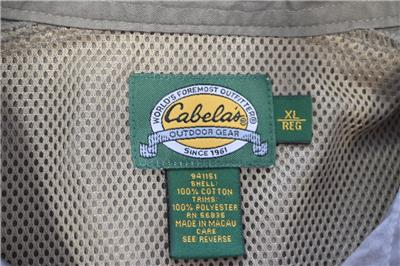 WORLD'S FOREMOST OUTFITTER®
Cabela's®
OUTDOOR GEAR
SINCE 1961
XL
REG
941151
SHELL:
100% COTTON
TRIMS:
100% POLYESTER
RN 56835
MADE IN MACAU
CARE
SEE REVERSE